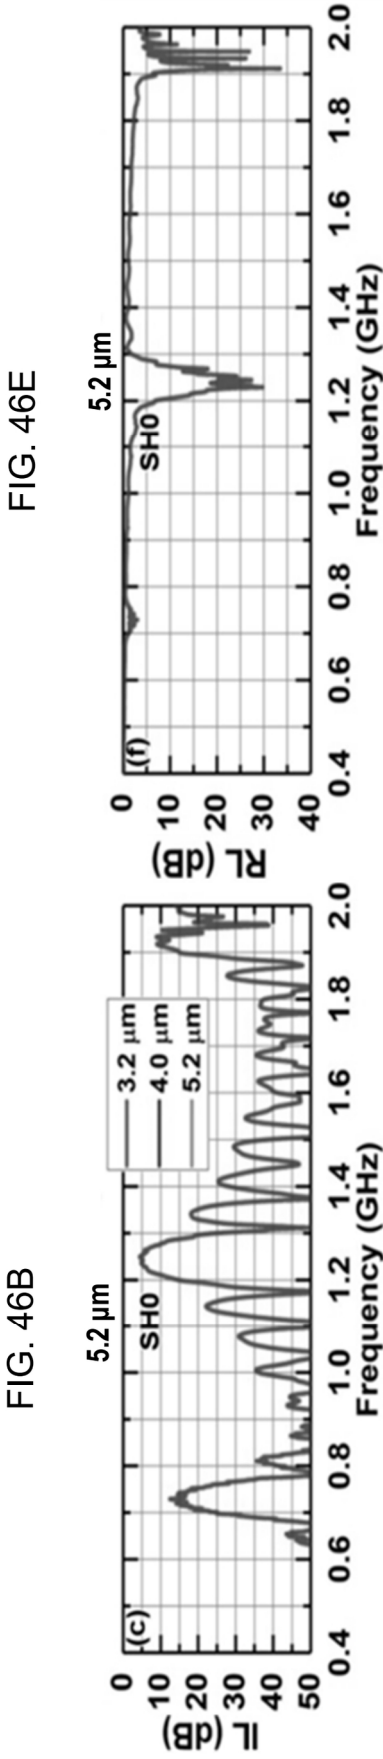 FIG. 46B
5.2 μm
(c)
SH0
3.2 μm
4.0 μm
5.2 μm
IL (dB)
0
10
20
30
40
50
0.4 0.6 0.8 1.0 1.2 1.4 1.6 1.8 2.0
Frequency (GHz)
FIG. 46E
5.2 μm
(f)
SH0
RL (dB)
0
10
20
30
40
0.4 0.6 0.8 1.0 1.2 1.4 1.6 1.8 2.0
Frequency (GHz)